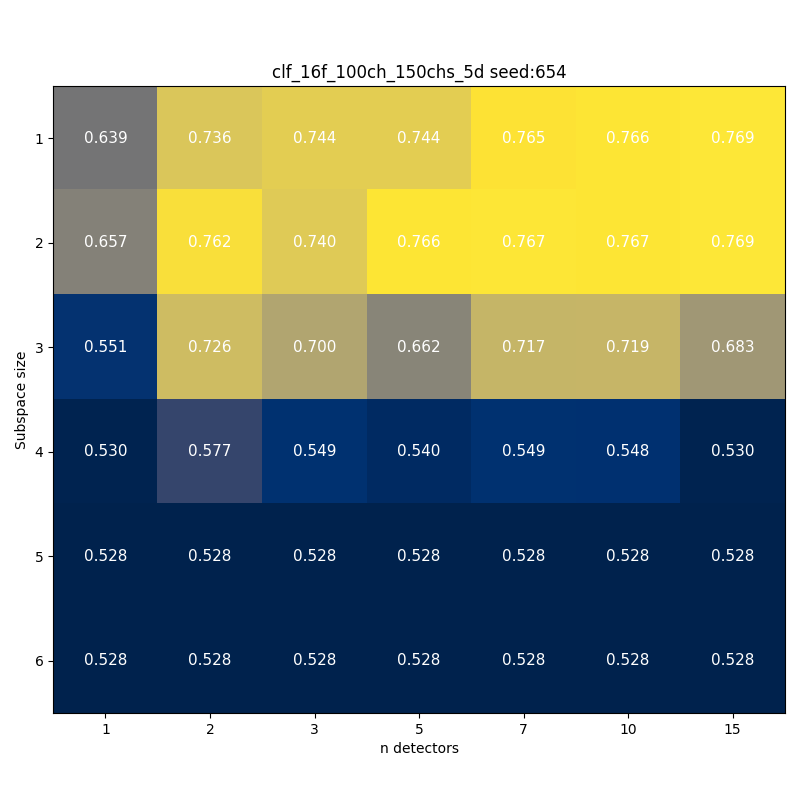 clf_16f_100ch_150chs_5d seed:654
Subspace size
1 0.639 0.736 0.744 0.744 0.765 0.766 0.769
2 0.657 0.762 0.740 0.766 0.767 0.767 0.769
3 0.551 0.726 0.700 0.662 0.717 0.719 0.683
4 0.530 0.577 0.549 0.540 0.549 0.548 0.530
5 0.528 0.528 0.528 0.528 0.528 0.528 0.528
6 0.528 0.528 0.528 0.528 0.528 0.528 0.528
1 2 3 5 7 10 15
n detectors